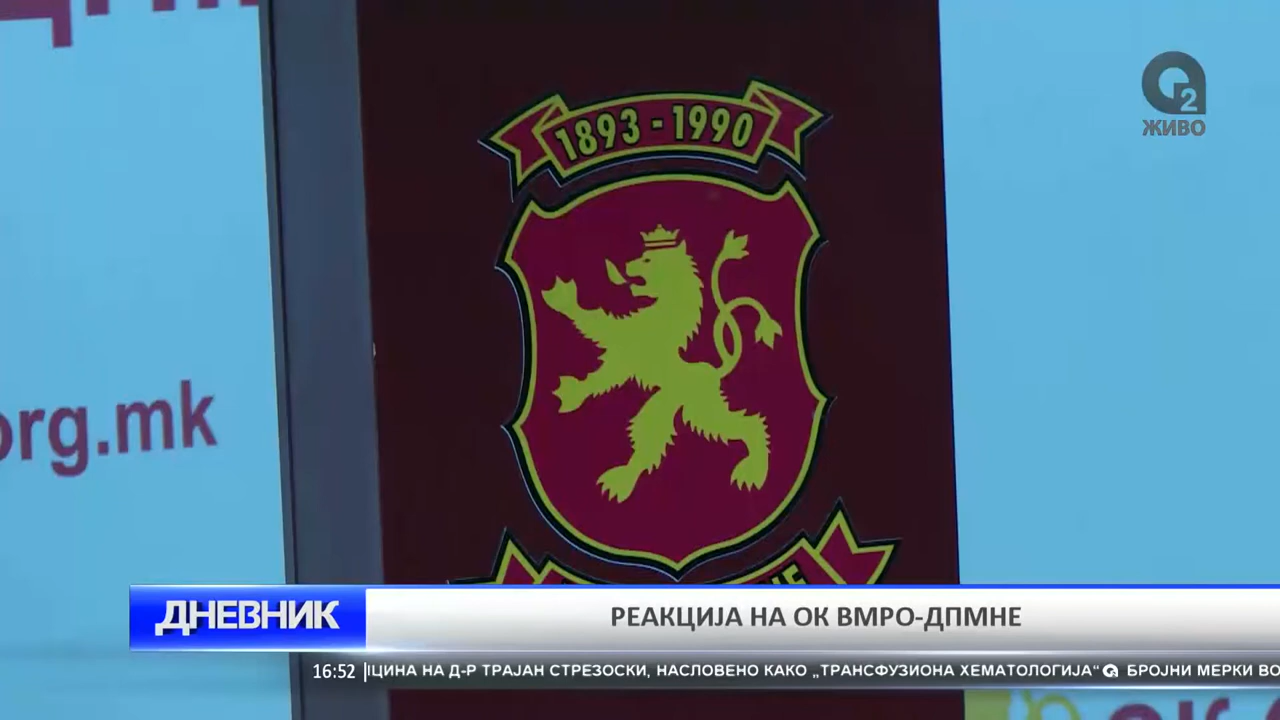 1893 - 1990
2
ЖИВО
org.mk
ДНЕВНИК
РЕАКЦИЈА НА ОК ВМРО-ДПМНЕ
16:52
ЦИНА НА Д-Р ТРАЈАН СТРЕЗОСКИ, НАСЛОВЕНО КАКО „ТРАНСФУЗИОНА ХЕМАТОЛОГИЈА“ БРОЈНИ МЕРКИ ВО